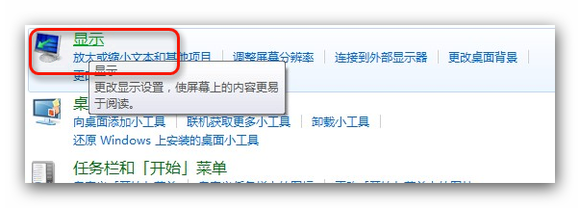 显示
放大或缩小文本和其他项目 调整屏幕分辨率 连接到外部显示器 更改桌面背景
显示
更改显示设置，使屏幕上的内容更易
于阅读。
向桌面添加小工具 联机获取更多小工具 卸载小工具
还原 Windows 上安装的桌面小工具
任务栏和「开始」菜单